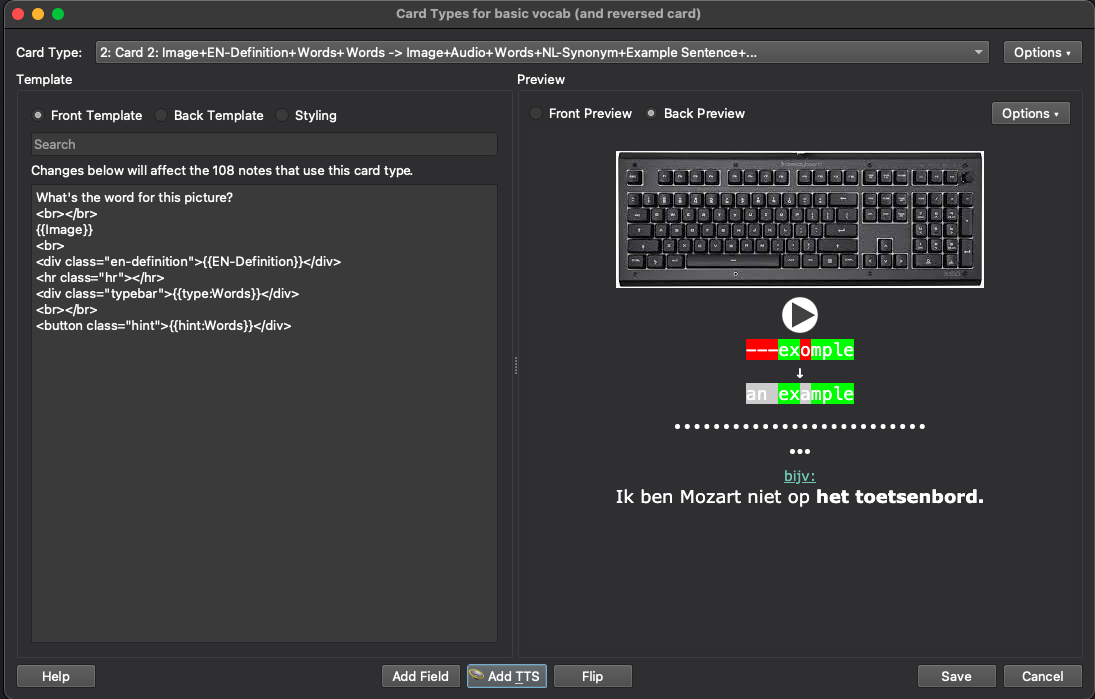 Card Types for basic vocab (and reversed card)
Card Type: 2: Card 2: Image+EN-Definition+Words+Words -> Image+Audio+Words+NL-Synonym+Example Sentence+... Options
Template
Preview
Front Template Back Template Styling
Front Preview Back Preview Options
Search
Changes below will affect the 108 notes that use this card type.
What's the word for this picture?
<br></br>
{{Image}}
<br>
<div class="en-definition">{{EN-Definition}}</div>
<hr class="hr"></hr>
<div class="typebar">{{type:Words}}</div>
<br></br>
<button class="hint">{{hint:Words}}</div>
---exomple
↓
an example
...
bijv:
Ik ben Mozart niet op het toetsenbord.
Help Add Field Add TTS Flip Save Cancel